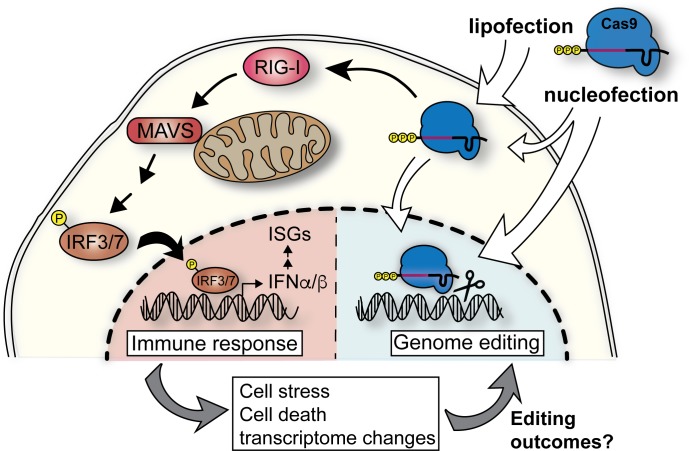 lipofection
Cas9
PPP
nucleofection
RIG-I
MAVS
PPP
P
IRF3/7
ISGs
P
IRF3/7
IFNα/β
PPP
Immune response
Genome editing
Cell stress
Cell death
transcriptome changes
Editing
outcomes?